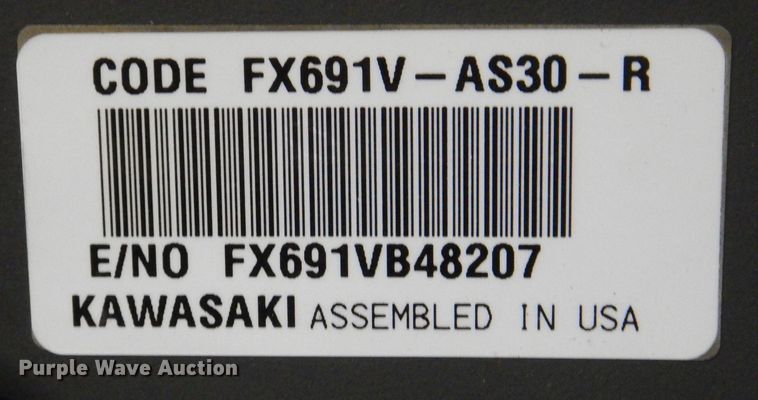 CODE FX691V-AS30-R
E/NO FX691VB48207
KAWASAKI ASSEMBLED IN USA
Purple Wave Auction